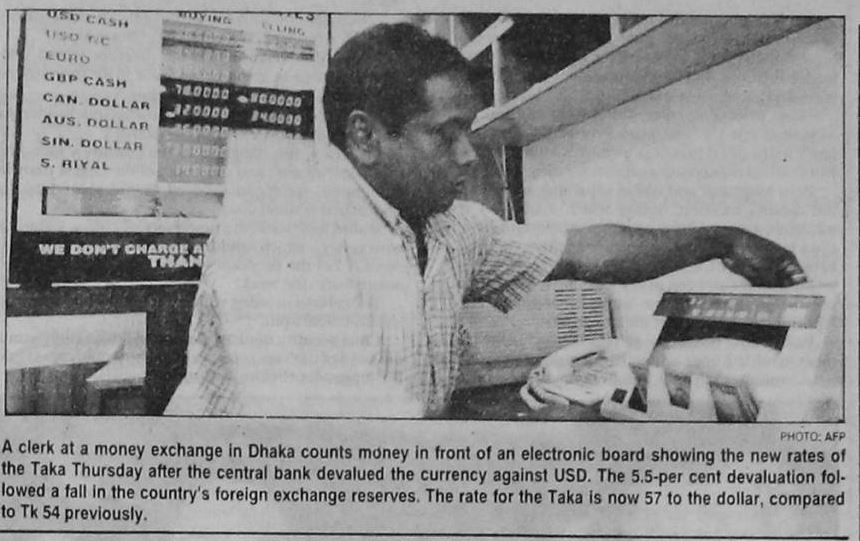 USD CASH
BUYING
USD T/C
EURO
GBP CASH
CAN. DOLLAR
AUS. DOLLAR
SIN. DOLLAR
S. RIYAL
WE DON'T CHARGE
THAN
PHOTO: AFP
A clerk at a money exchange in Dhaka counts money in front of an electronic board showing the new rates of
the Taka Thursday after the central bank devalued the currency against USD. The 5.5-per cent devaluation fol-
lowed a fall in the country's foreign exchange reserves. The rate for the Taka is now 57 to the dollar, compared
to Tk 54 previously.